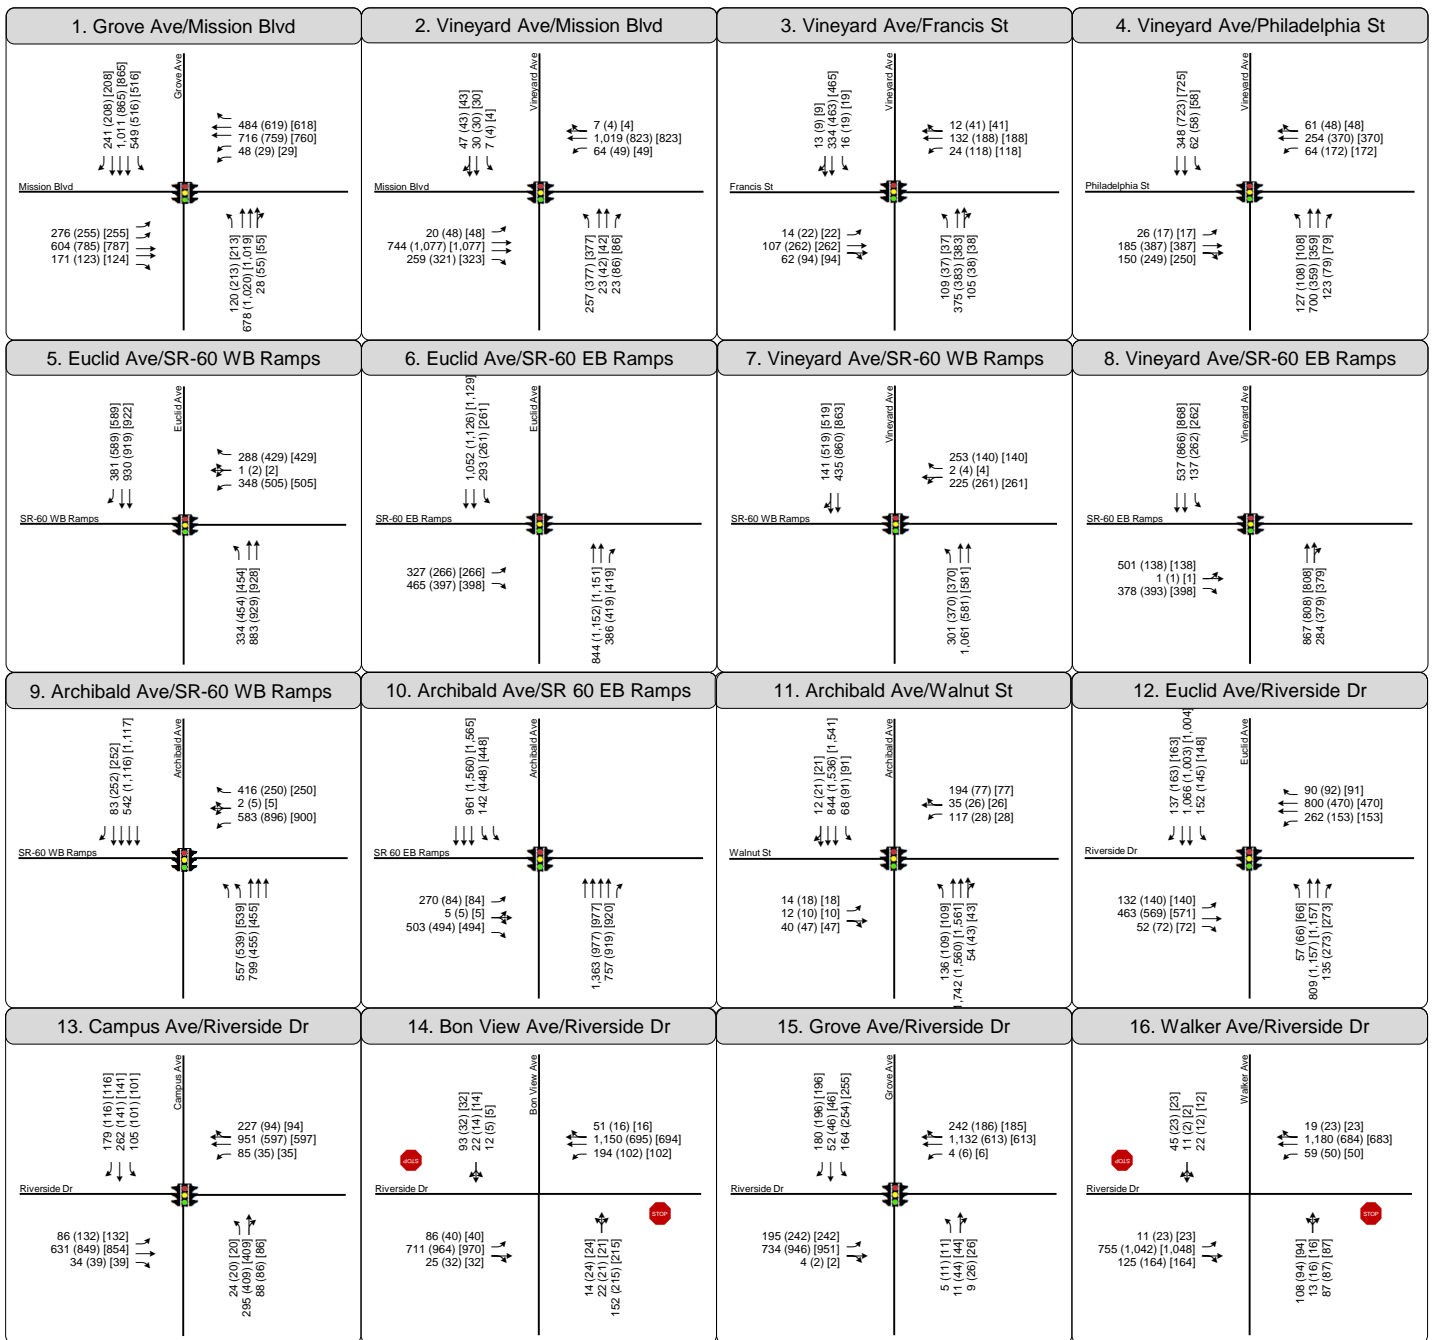 1. Grove Ave/Mission Blvd
241 (208) [208]
1,011 (865) [865]
549 (516) [516]
Grove Ave
484 (619) [618]
716 (759) [760]
48 (29) [29]
Mission Blvd
276 (255) [255]
604 (785) [787]
171 (123) [124]
120 (213) [213]
678 (1,020) [1,019]
28 (55) [55]
2. Vineyard Ave/Mission Blvd
47 (43) [43]
30 (30) [30]
7 (4) [4]
Vineyard Ave
7 (4) [4]
1,019 (823) [823]
64 (49) [49]
Mission Blvd
20 (48) [48]
744 (1,077) [1,077]
259 (321) [323]
257 (377) [377]
23 (42) [42]
23 (86) [86]
3. Vineyard Ave/Francis St
13 (9) [9]
334 (463) [465]
16 (19) [19]
Vineyard Ave
12 (41) [41]
132 (188) [188]
24 (118) [118]
Francis St
14 (22) [22]
107 (262) [262]
62 (94) [94]
109 (37) [37]
375 (383) [383]
105 (38) [38]
4. Vineyard Ave/Philadelphia St
348 (723) [725]
62 (58) [58]
Vineyard Ave
61 (48) [48]
254 (370) [370]
64 (172) [172]
Philadelphia St
26 (17) [17]
185 (387) [387]
150 (249) [250]
127 (108) [108]
700 (359) [359]
123 (79) [79]
5. Euclid Ave/SR-60 WB Ramps
381 (589) [589]
930 (919) [922]
Euclid Ave
288 (429) [429]
1 (2) [2]
348 (505) [505]
SR-60 WB Ramps
334 (454) [454]
883 (929) [928]
6. Euclid Ave/SR-60 EB Ramps
1,052 (1,126) [1,129]
293 (261) [261]
Euclid Ave
SR-60 EB Ramps
327 (266) [266]
465 (397) [398]
844 (1,152) [1,151]
386 (419) [419]
7. Vineyard Ave/SR-60 WB Ramps
141 (519) [519]
435 (860) [863]
Vineyard Ave
253 (140) [140]
2 (4) [4]
225 (261) [261]
SR-60 WB Ramps
301 (370) [370]
1,061 (581) [581]
8. Vineyard Ave/SR-60 EB Ramps
537 (866) [868]
137 (262) [262]
Vineyard Ave
SR-60 EB Ramps
501 (138) [138]
1 (1) [1]
378 (393) [398]
867 (808) [808]
284 (379) [379]
9. Archibald Ave/SR-60 WB Ramps
83 (252) [252]
542 (1,116) [1,117]
Archibald Ave
416 (250) [250]
2 (5) [5]
583 (896) [900]
SR-60 WB Ramps
557 (539) [539]
799 (455) [455]
10. Archibald Ave/SR 60 EB Ramps
961 (1,560) [1,565]
142 (448) [448]
Archibald Ave
SR 60 EB Ramps
270 (84) [84]
5 (5) [5]
503 (494) [494]
1,363 (977) [977]
757 (919) [920]
11. Archibald Ave/Walnut St
12 (21) [21]
844 (1,536) [1,541]
68 (91) [91]
Archibald Ave
194 (77) [77]
35 (26) [26]
117 (28) [28]
Walnut St
14 (18) [18]
12 (10) [10]
40 (47) [47]
136 (109) [109]
1,742 (1,560) [1,561]
54 (43) [43]
12. Euclid Ave/Riverside Dr
137 (163) [163]
1,066 (1,003) [1,004]
152 (145) [148]
Euclid Ave
90 (92) [91]
800 (470) [470]
262 (153) [153]
Riverside Dr
132 (140) [140]
463 (569) [571]
52 (72) [72]
57 (66) [66]
809 (1,157) [1,157]
135 (273) [273]
13. Campus Ave/Riverside Dr
179 (116) [116]
262 (141) [141]
105 (101) [101]
Campus Ave
227 (94) [94]
951 (597) [597]
85 (35) [35]
Riverside Dr
86 (132) [132]
631 (849) [854]
34 (39) [39]
24 (20) [20]
295 (409) [409]
88 (86) [86]
14. Bon View Ave/Riverside Dr
93 (32) [32]
22 (14) [14]
12 (5) [5]
Bon View Ave
51 (16) [16]
1,150 (695) [694]
194 (102) [102]
STOP
Riverside Dr
STOP
86 (40) [40]
711 (964) [970]
25 (32) [32]
14 (24) [24]
22 (21) [21]
152 (215) [215]
15. Grove Ave/Riverside Dr
180 (196) [196]
52 (46) [46]
164 (254) [255]
Grove Ave
242 (186) [185]
1,132 (613) [613]
4 (6) [6]
Riverside Dr
195 (242) [242]
734 (946) [951]
4 (2) [2]
5 (11) [11]
11 (44) [44]
9 (26) [26]
16. Walker Ave/Riverside Dr
45 (23) [23]
11 (2) [2]
22 (12) [12]
Walker Ave
19 (23) [23]
1,180 (684) [683]
59 (50) [50]
STOP
Riverside Dr
STOP
11 (23) [23]
755 (1,042) [1,048]
125 (164) [164]
108 (94) [94]
13 (16) [16]
87 (87) [87]